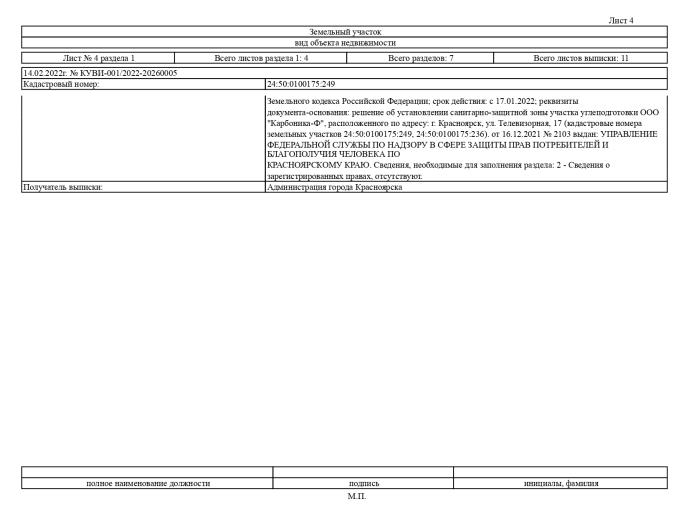 Лист 4
Земельный участок
вид объекта недвижимости
Лист № 4 раздела 1 Всего листов раздела 1: 4 Всего разделов: 7 Всего листов выписки: 11
14.02.2022г. № КУВИ-001/2022-20260005
Кадастровый номер: 24:50:0100175:249
Земельного кодекса Российской Федерации; срок действия: с 17.01.2022; реквизиты
документа-основания: решение об установлении санитарно-защитной зоны участка углеподготовки ООО
"Карбоника-Ф", расположенного по адресу: г. Красноярск, ул. Телевизорная, 17 (кадастровые номера
земельных участков 24:50:0100175:249, 24:50:0100175:236). от 16.12.2021 № 2103 выдан: УПРАВЛЕНИЕ
ФЕДЕРАЛЬНОЙ СЛУЖБЫ ПО НАДЗОРУ В СФЕРЕ ЗАЩИТЫ ПРАВ ПОТРЕБИТЕЛЕЙ И
БЛАГОПОЛУЧИЯ ЧЕЛОВЕКА ПО
КРАСНОЯРСКОМУ КРАЮ. Сведения, необходимые для заполнения раздела: 2 - Сведения о
зарегистрированных правах, отсутствуют.
Получатель выписки: Администрация города Красноярска
полное наименование должности подпись инициалы, фамилия
М.П.